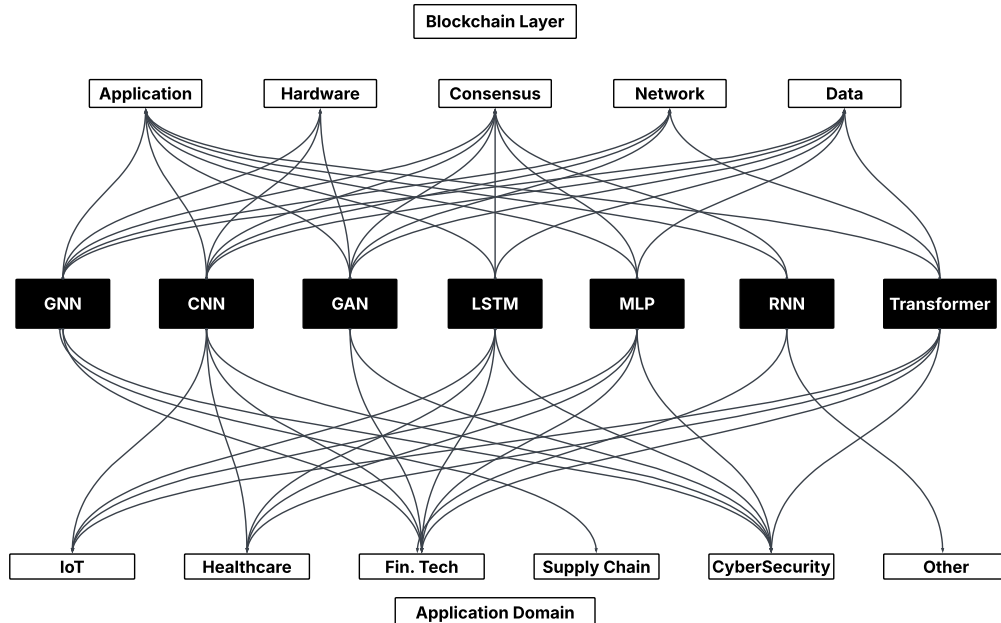 Blockchain Layer
Application
Hardware
Consensus
Network
Data
GNN
CNN
GAN
LSTM
MLP
RNN
Transformer
IoT
Healthcare
Fin. Tech
Supply Chain
CyberSecurity
Other
Application Domain